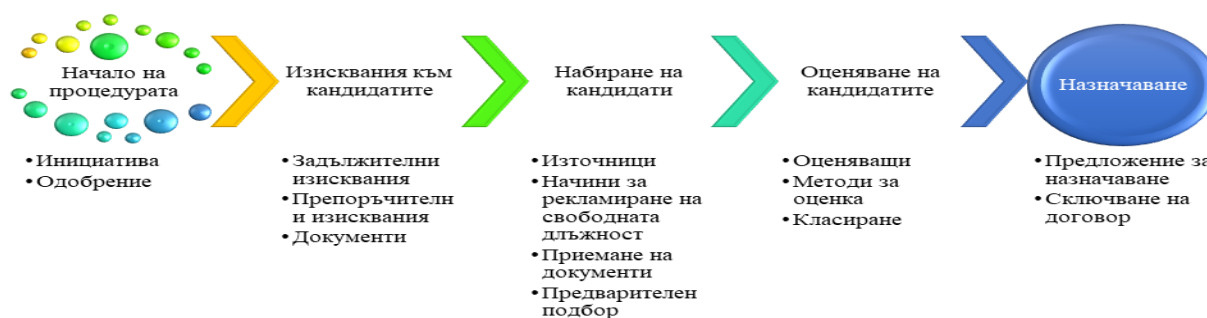 Начало на
процедурата
• Инициатива
• Одобрение
Изисквания към
кандидатите
• Задължителни
изисквания
• Препоръчителн
и изисквания
• Документи
Набиране на
кандидати
• Източници
• Начини за
рекламиране на
свободната
длъжност
• Приемане на
документи
• Предварителен
подбор
Оценяване на
кандидатите
• Оценяващи
• Методи за
оценка
• Класиране
Назначаване
• Предложение за
назначаване
• Сключване на
договор